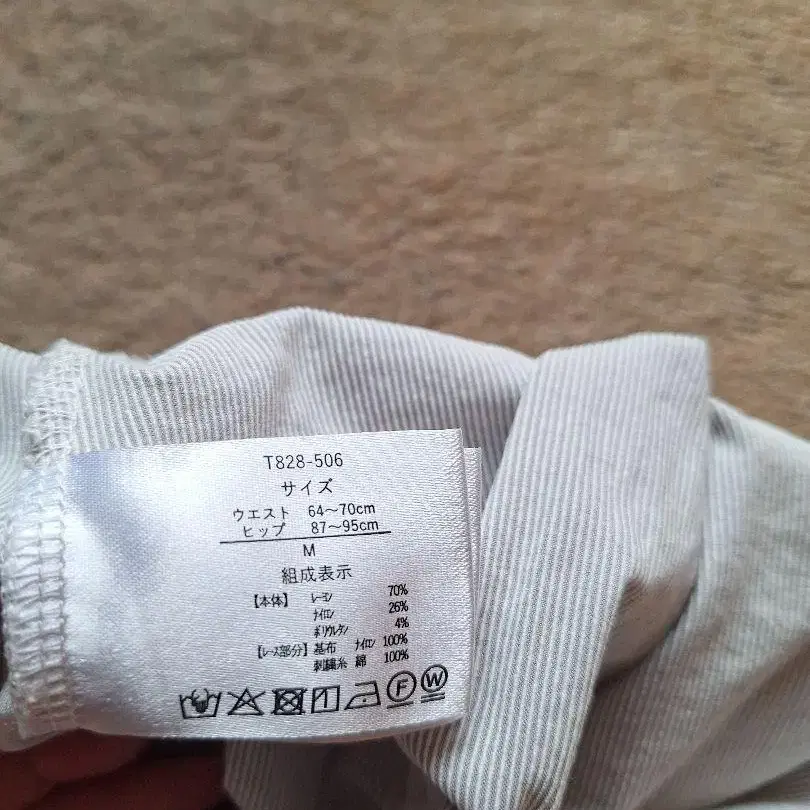 T828-506
サイズ
ウエスト 64～70cm
ヒップ 87～95cm
M
組成表示
【本体】 レーヨン 70%
ナイロン 26%
ポリウレタン 4%
【レース部分】 基布 ナイロン 100%
刺繍糸 綿 100%
F W